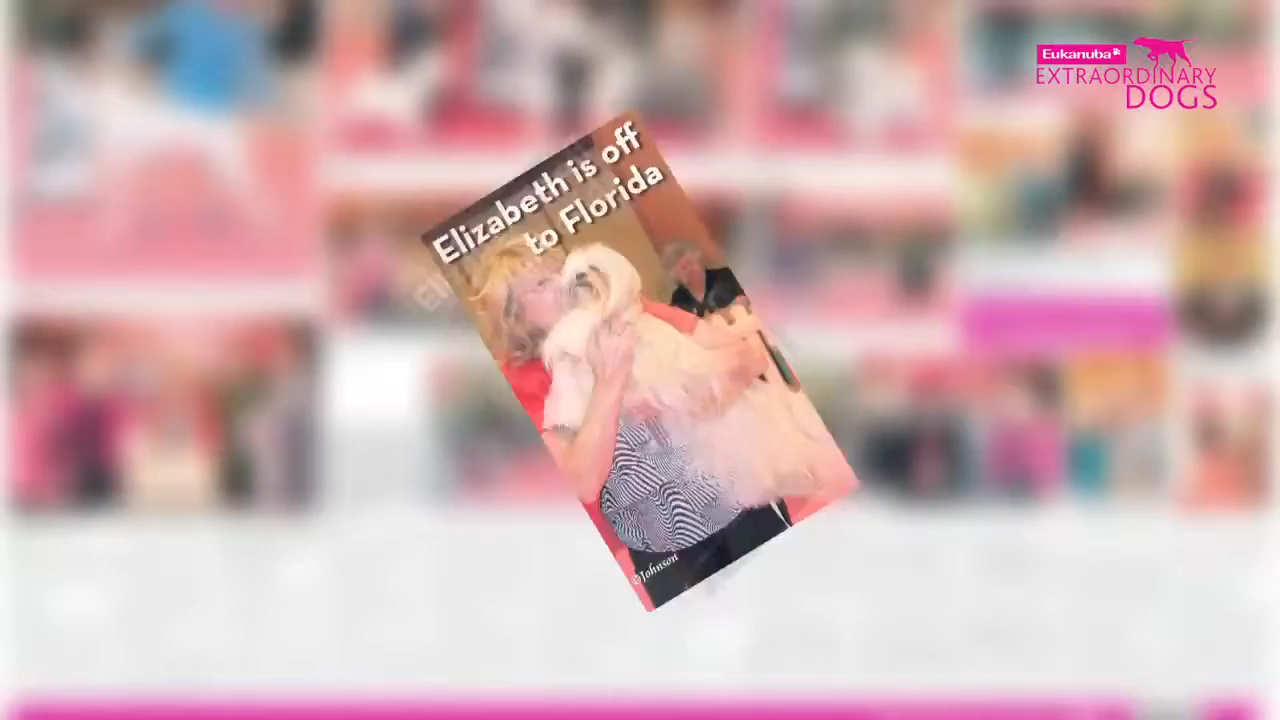 Eukanuba
EXTRAORDINARY
DOGS
Elizabeth is off
to Florida
©Johnson